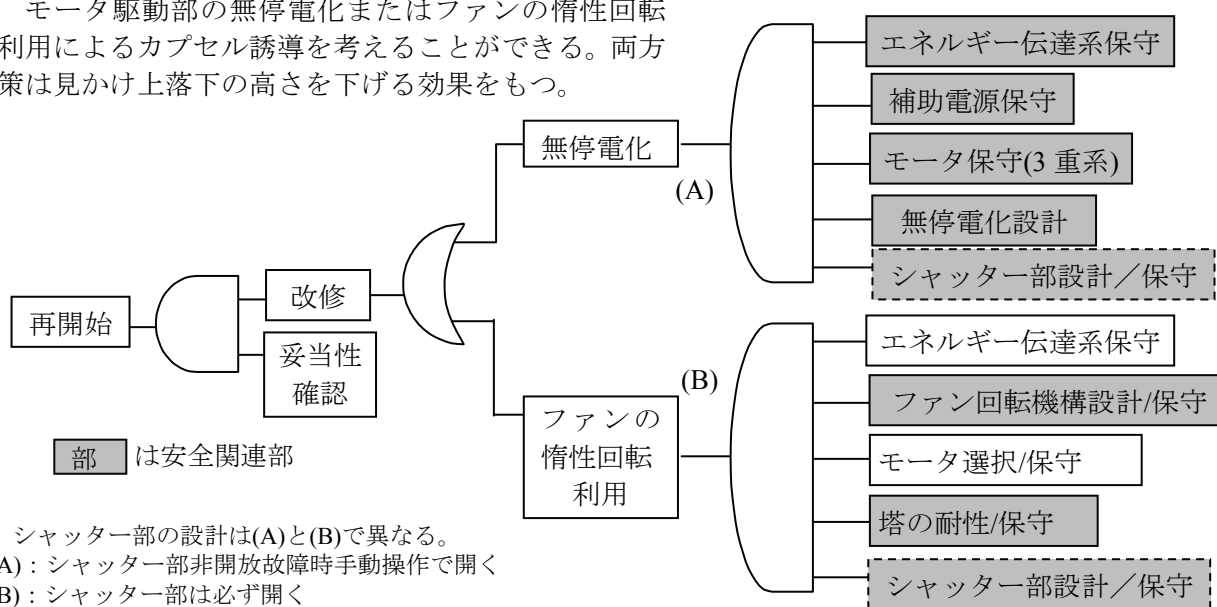 モータ駆動部の無停電化またはファンの惰性回転
利用によるカプセル誘導を考えることができる。両方
策は見かけ上落下の高さを下げる効果をもつ。
再開始
改修
妥当性
確認
無停電化
(A)
エネルギー伝達系保守
補助電源保守
モータ保守(3 重系)
無停電化設計
シャッター部設計／保守
ファンの
惰性回転
利用
(B)
エネルギー伝達系保守
ファン回転機構設計/保守
モータ選択/保守
塔の耐性/保守
シャッター部設計／保守
部 は安全関連部
シャッター部の設計は(A)と(B)で異なる。
A)：シャッター部非開放故障時手動操作で開く
B)：シャッター部は必ず開く